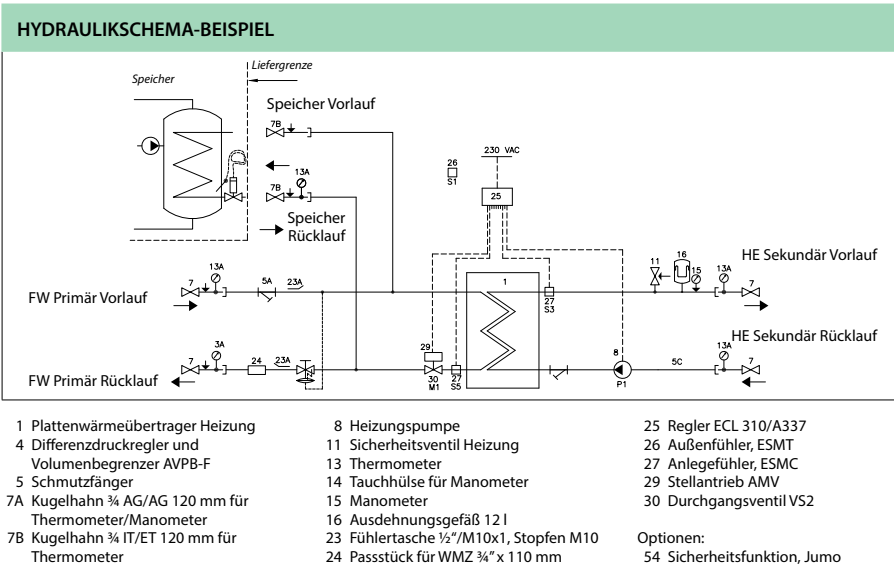 HYDRAULIKSCHEMA-BEISPIEL
Speicher
Liefergrenze
Speicher Vorlauf
7B
13A
7B
Speicher
Rücklauf
230 VAC
26
S1
25
HE Sekundär Vorlauf
11
16
15
13A
7
13A
7
5A
23A
1
27
S3
FW Primär Vorlauf
HE Sekundär Rücklauf
3A
7
24
23A
29
30
M1
27
S5
8
P1
5C
13A
7
FW Primär Rücklauf
1 Plattenwärmeübertrager Heizung
4 Differenzdruckregler und
Volumenbegrenzer AVPB-F
5 Schmutzfänger
7A Kugelhahn ¾ AG/AG 120 mm für
Thermometer/Manometer
7B Kugelhahn ¾ IT/ET 120 mm für
Thermometer
8 Heizungspumpe
11 Sicherheitsventil Heizung
13 Thermometer
14 Tauchhülse für Manometer
15 Manometer
16 Ausdehnungsgefäß 12 l
23 Fühlertasche ½“/M10x1, Stopfen M10
24 Passstück für WMZ ¾” x 110 mm
25 Regler ECL 310/A337
26 Außenfühler, ESMT
27 Anlegefühler, ESMC
29 Stellantrieb AMV
30 Durchgangsventil VS2
Optionen:
54 Sicherheitsfunktion, Jumo